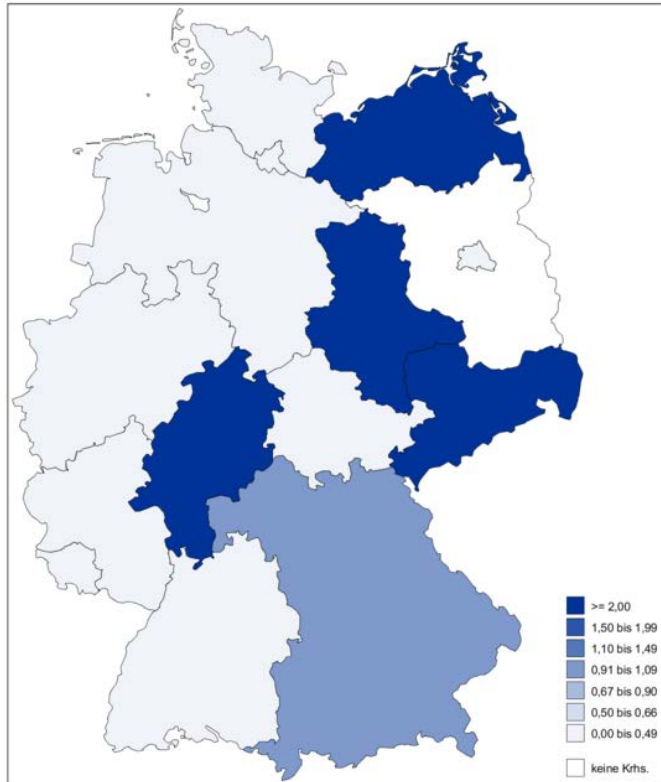 >= 2,00
1,50 bis 1,99
1,10 bis 1,49
0,91 bis 1,09
0,67 bis 0,90
0,50 bis 0,66
0,00 bis 0,49
keine Krhs.